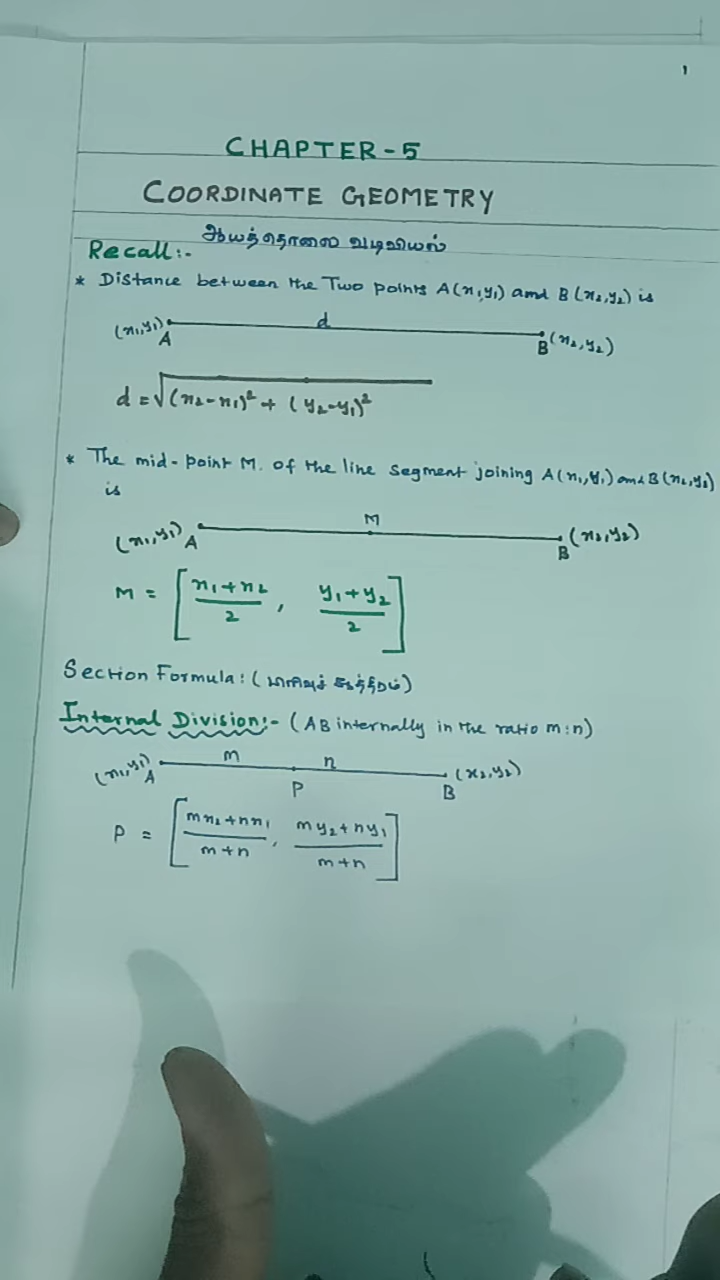 1
CHAPTER-5
COORDINATE GEOMETRY
ஆயத்தொலை வடிவியல்
Recall:-
* Distance between the Two points A(x₁,y₁) and B(x₂,y₂) is
(x₁,y₁) d
A B(x₂,y₂)
d = √(x₂-x₁)² + (y₂-y₁)²
* The mid-point M. of the line segment joining A(x₁,y₁) and B(x₂,y₂)
is
(x₁,y₁) A M B (x₂,y₂)
M = [x₁+x₂/2, y₁+y₂/2]
Section Formula: (பிரிவுச் சூத்திரம்)
Internal Division:- (AB internally in the ratio m:n)
(x₁,y₁) A m n (x₂,y₂)
P B
P = [mx₂+nx₁/m+n, my₂+ny₁/m+n]